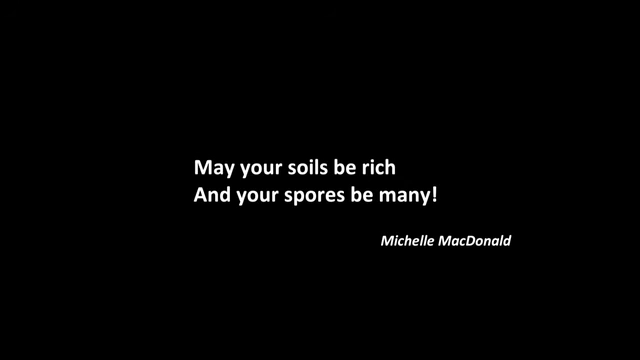 May your soils be rich
And your spores be many!
Michelle MacDonald